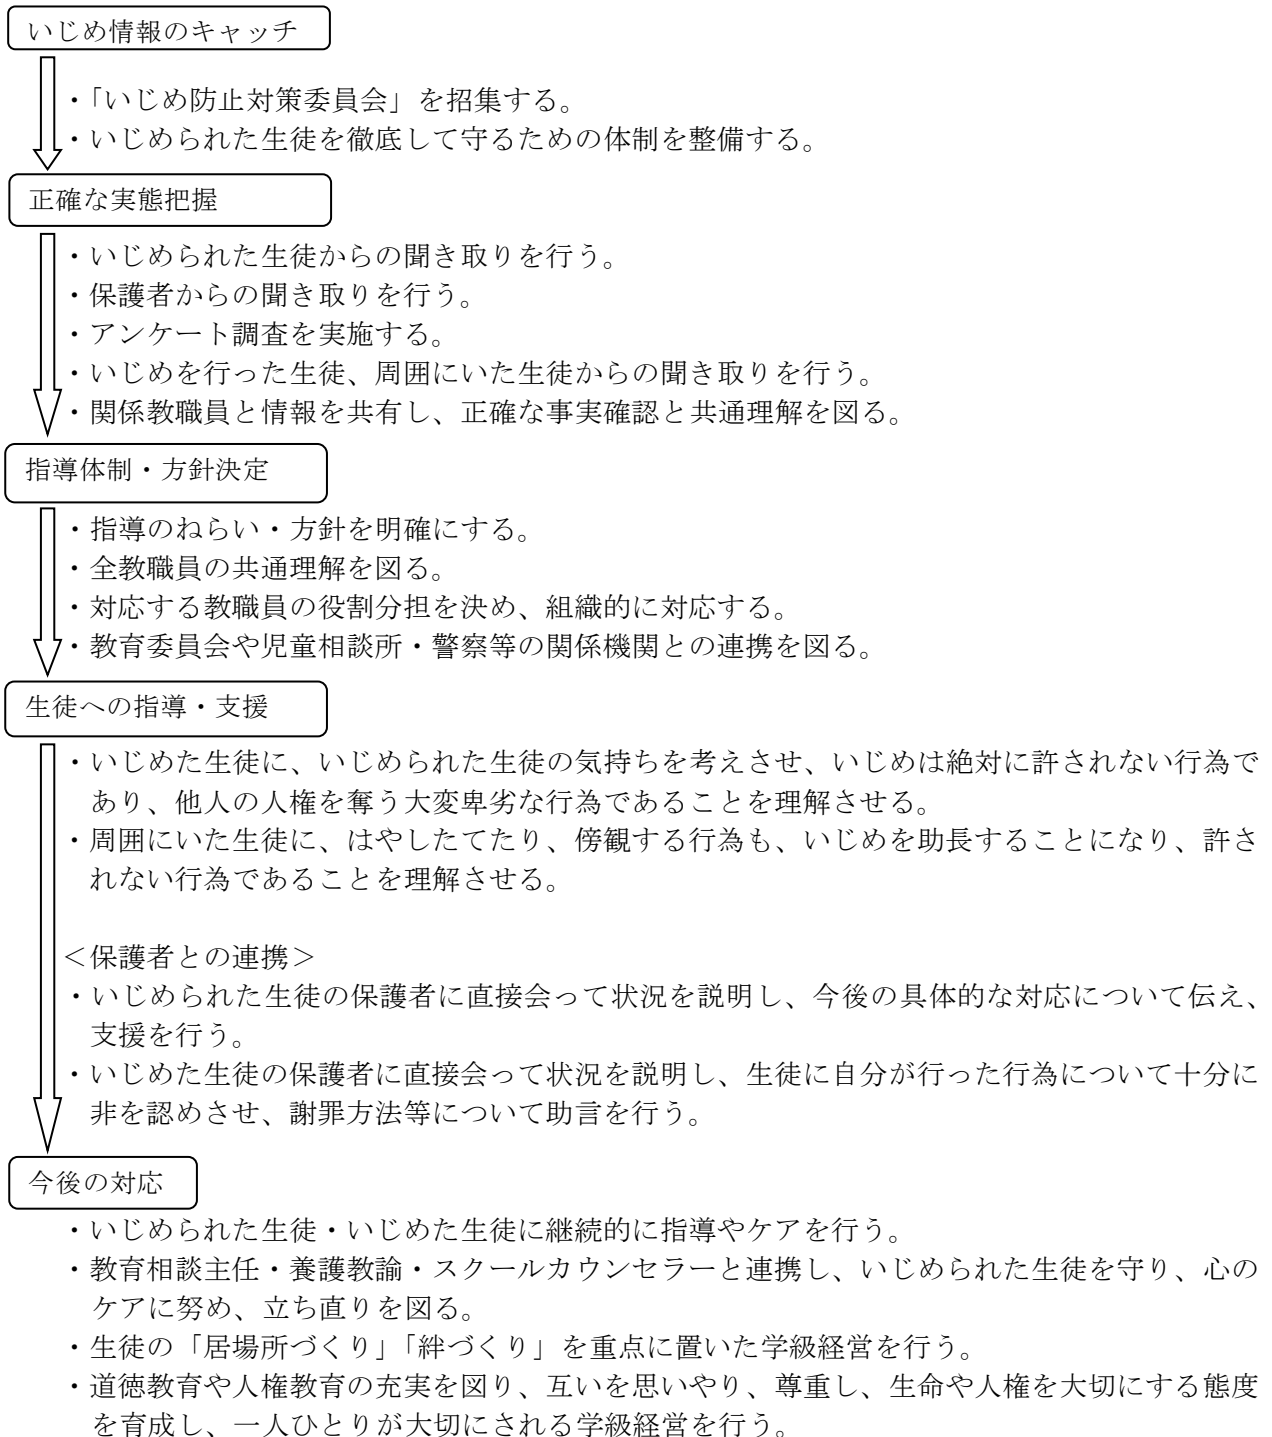 いじめ情報のキャッチ
・「いじめ防止対策委員会」を招集する。
・いじめられた生徒を徹底して守るための体制を整備する。
正確な実態把握
・いじめられた生徒からの聞き取りを行う。
・保護者からの聞き取りを行う。
・アンケート調査を実施する。
・いじめを行った生徒、周囲にいた生徒からの聞き取りを行う。
・関係教職員と情報を共有し、正確な事実確認と共通理解を図る。
指導体制・方針決定
・指導のねらい・方針を明確にする。
・全教職員の共通理解を図る。
・対応する教職員の役割分担を決め、組織的に対応する。
・教育委員会や児童相談所・警察等の関係機関との連携を図る。
生徒への指導・支援
・いじめた生徒に、いじめられた生徒の気持ちを考えさせ、いじめは絶対に許されない行為で
あり、他人の人権を奪う大変卑劣な行為であることを理解させる。
・周囲にいた生徒に、はやしたてたり、傍観する行為も、いじめを助長することになり、許さ
れない行為であることを理解させる。
＜保護者との連携＞
・いじめられた生徒の保護者に直接会って状況を説明し、今後の具体的な対応について伝え、
支援を行う。
・いじめた生徒の保護者に直接会って状況を説明し、生徒に自分が行った行為について十分に
非を認めさせ、謝罪方法等について助言を行う。
今後の対応
・いじめられた生徒・いじめた生徒に継続的に指導やケアを行う。
・教育相談主任・養護教諭・スクールカウンセラーと連携し、いじめられた生徒を守り、心の
ケアに努め、立ち直りを図る。
・生徒の「居場所づくり」「絆づくり」を重点に置いた学級経営を行う。
・道徳教育や人権教育の充実を図り、互いを思いやり、尊重し、生命や人権を大切にする態度
を育成し、一人ひとりが大切にされる学級経営を行う。